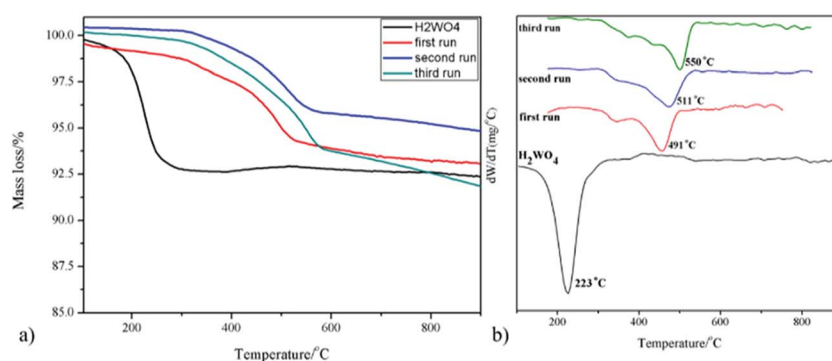 100.0
97.5
95.0
92.5
90.0
87.5
85.0
Mass loss/%
200
400
600
800
Temperature/°C
H2WO4
first run
second run
third run
a)
dW/dT(mg/°C)
third run
550°C
second run
511°C
first run
491°C
H₂WO₄
223°C
200
400
600
800
Temperature/°C
b)